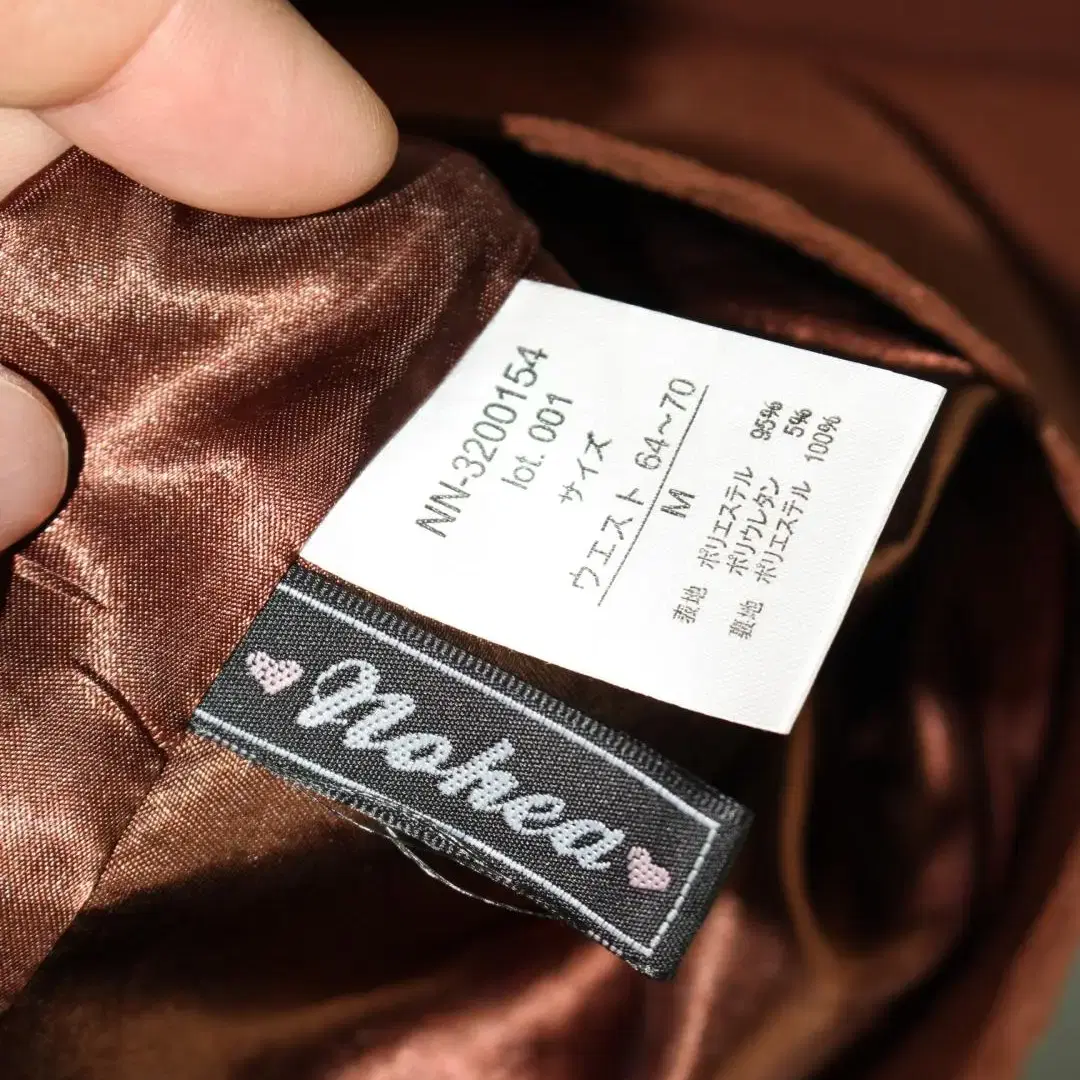 NN-3200154
lot. 001
サイズ
ウエスト 64~70
M
表地 ポリエステル 95%
ポリウレタン 5%
裏地 ポリエステル 100%
Nohea